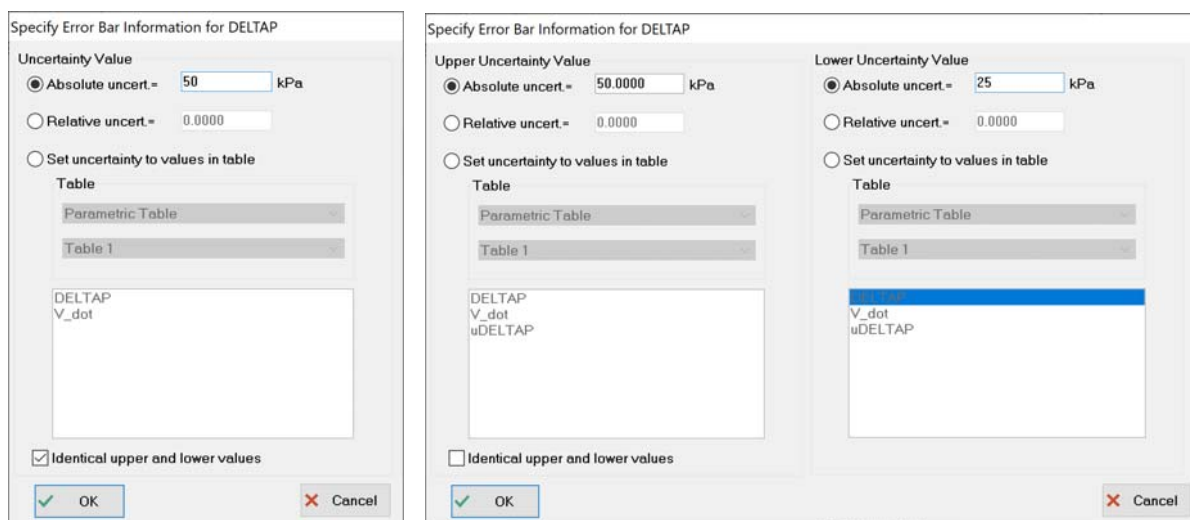 Specify Error Bar Information for DELTAP
Uncertainty Value
Absolute uncert.= 50 kPa
Relative uncert.= 0.0000
Set uncertainty to values in table
Table
Parametric Table
Table 1
DELTAP
V_dot
Identical upper and lower values
OK
Cancel
Specify Error Bar Information for DELTAP
Upper Uncertainty Value
Absolute uncert.= 50.0000 kPa
Relative uncert.= 0.0000
Set uncertainty to values in table
Table
Parametric Table
Table 1
DELTAP
V_dot
uDELTAP
Identical upper and lower values
OK
Lower Uncertainty Value
Absolute uncert.= 25 kPa
Relative uncert.= 0.0000
Set uncertainty to values in table
Table
Parametric Table
Table 1
DELTAP
V_dot
uDELTAP
Cancel